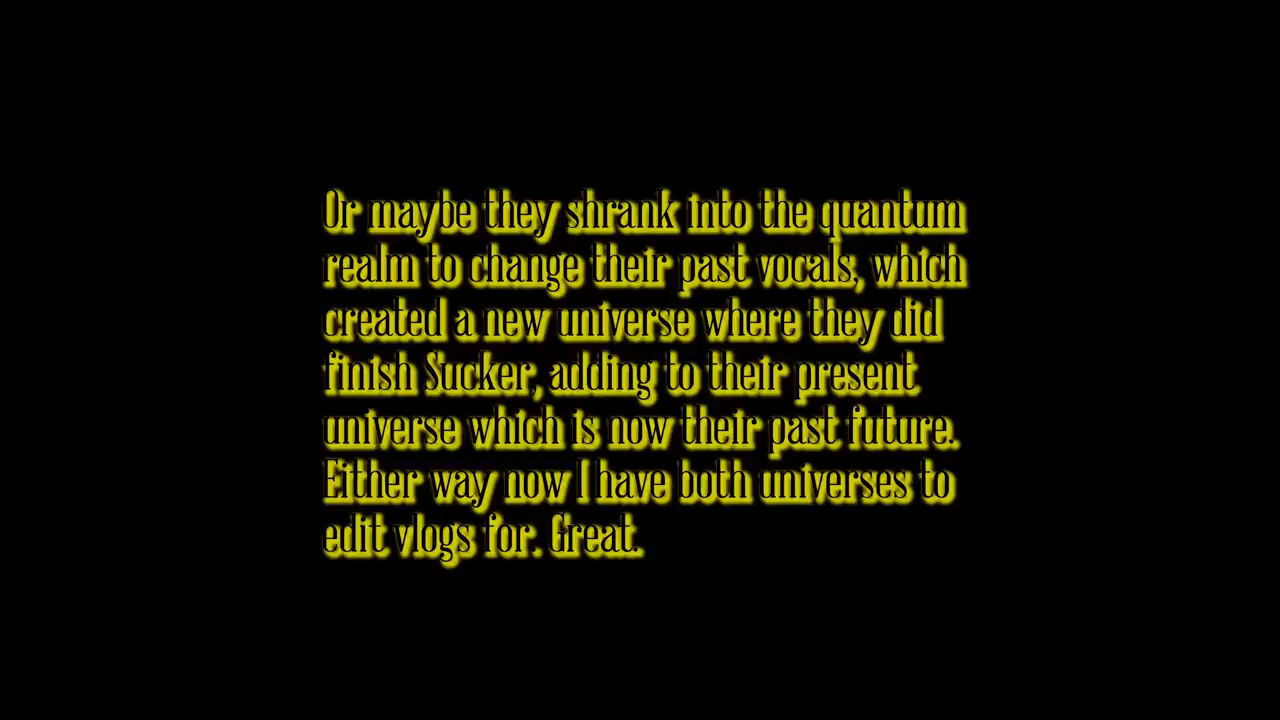 Or maybe they shrank into the quantum
realm to change their past vocals, which
created a new universe where they did
finish Sucker, adding to their present
universe which is now their past future.
Either way now I have both universes to
edit vlogs for. Great.